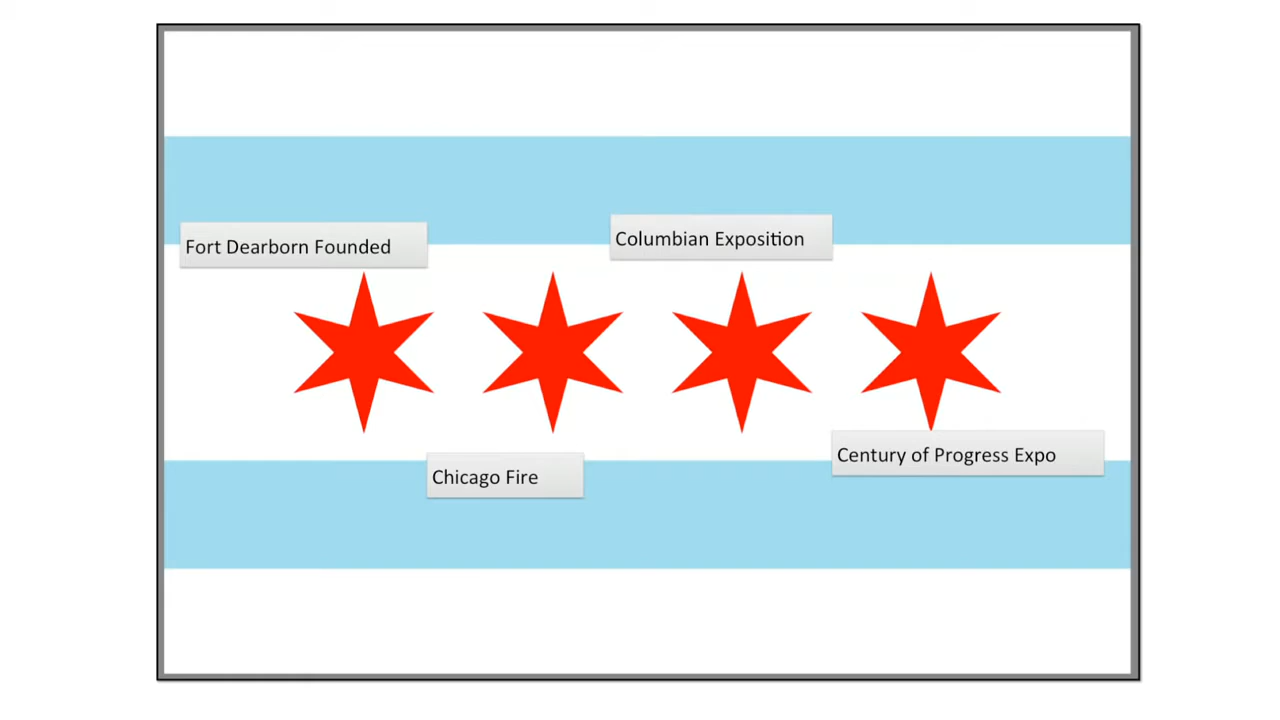 Fort Dearborn Founded
Columbian Exposition
Chicago Fire
Century of Progress Expo